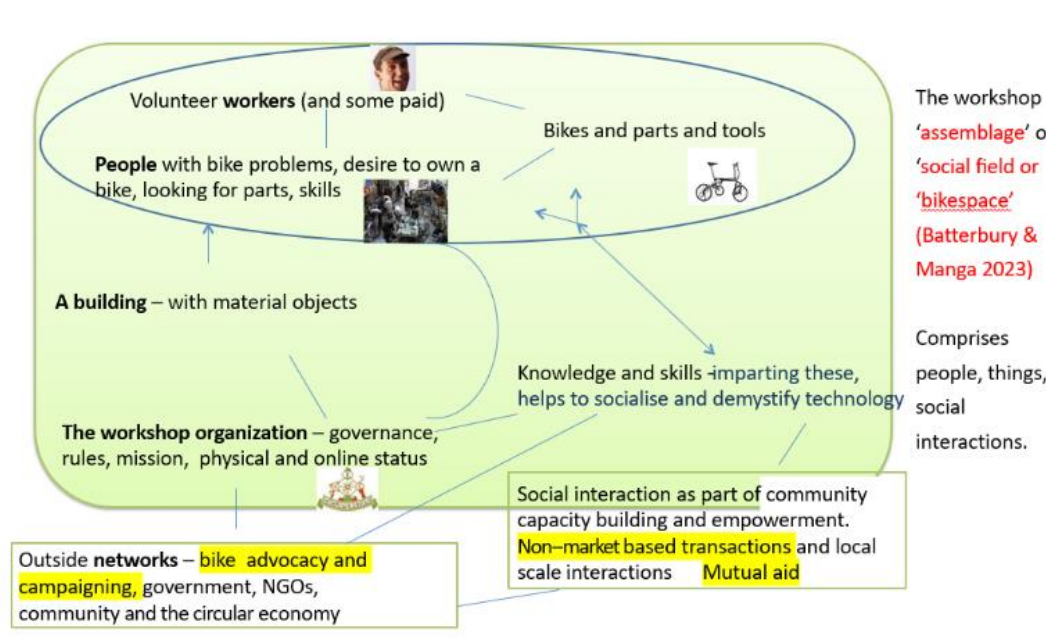 Volunteer workers (and some paid)
Bikes and parts and tools
People with bike problems, desire to own a
bike, looking for parts, skills
A building – with material objects
Knowledge and skills -imparting these,
helps to socialise and demystify technology
The workshop organization – governance,
rules, mission, physical and online status
Social interaction as part of community
capacity building and empowerment.
Non–market based transactions and local
scale interactions Mutual aid
Outside networks – bike advocacy and
campaigning, government, NGOs,
community and the circular economy
The workshop
‘assemblage’ o
‘social field or
‘bikespace’
(Batterbury &
Manga 2023)
Comprises
people, things,
social
interactions.